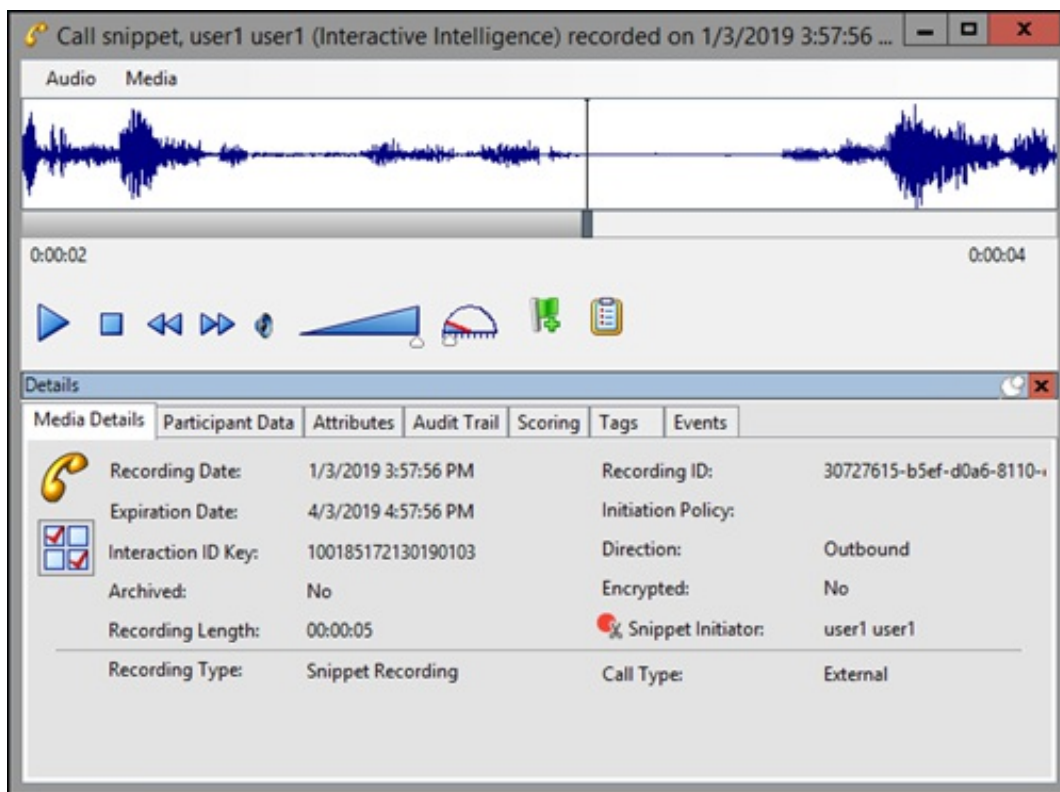 Call snippet, user1 user1 (Interactive Intelligence) recorded on 1/3/2019 3:57:56 ...
Audio Media
0:00:02 0:00:04
Details
Media Details Participant Data Attributes Audit Trail Scoring Tags Events
Recording Date: 1/3/2019 3:57:56 PM Recording ID: 30727615-b5ef-d0a6-8110-
Expiration Date: 4/3/2019 4:57:56 PM Initiation Policy:
Interaction ID Key: 100185172130190103 Direction: Outbound
Archived: No Encrypted: No
Recording Length: 00:00:05 Snippet Initiator: user1 user1
Recording Type: Snippet Recording Call Type: External